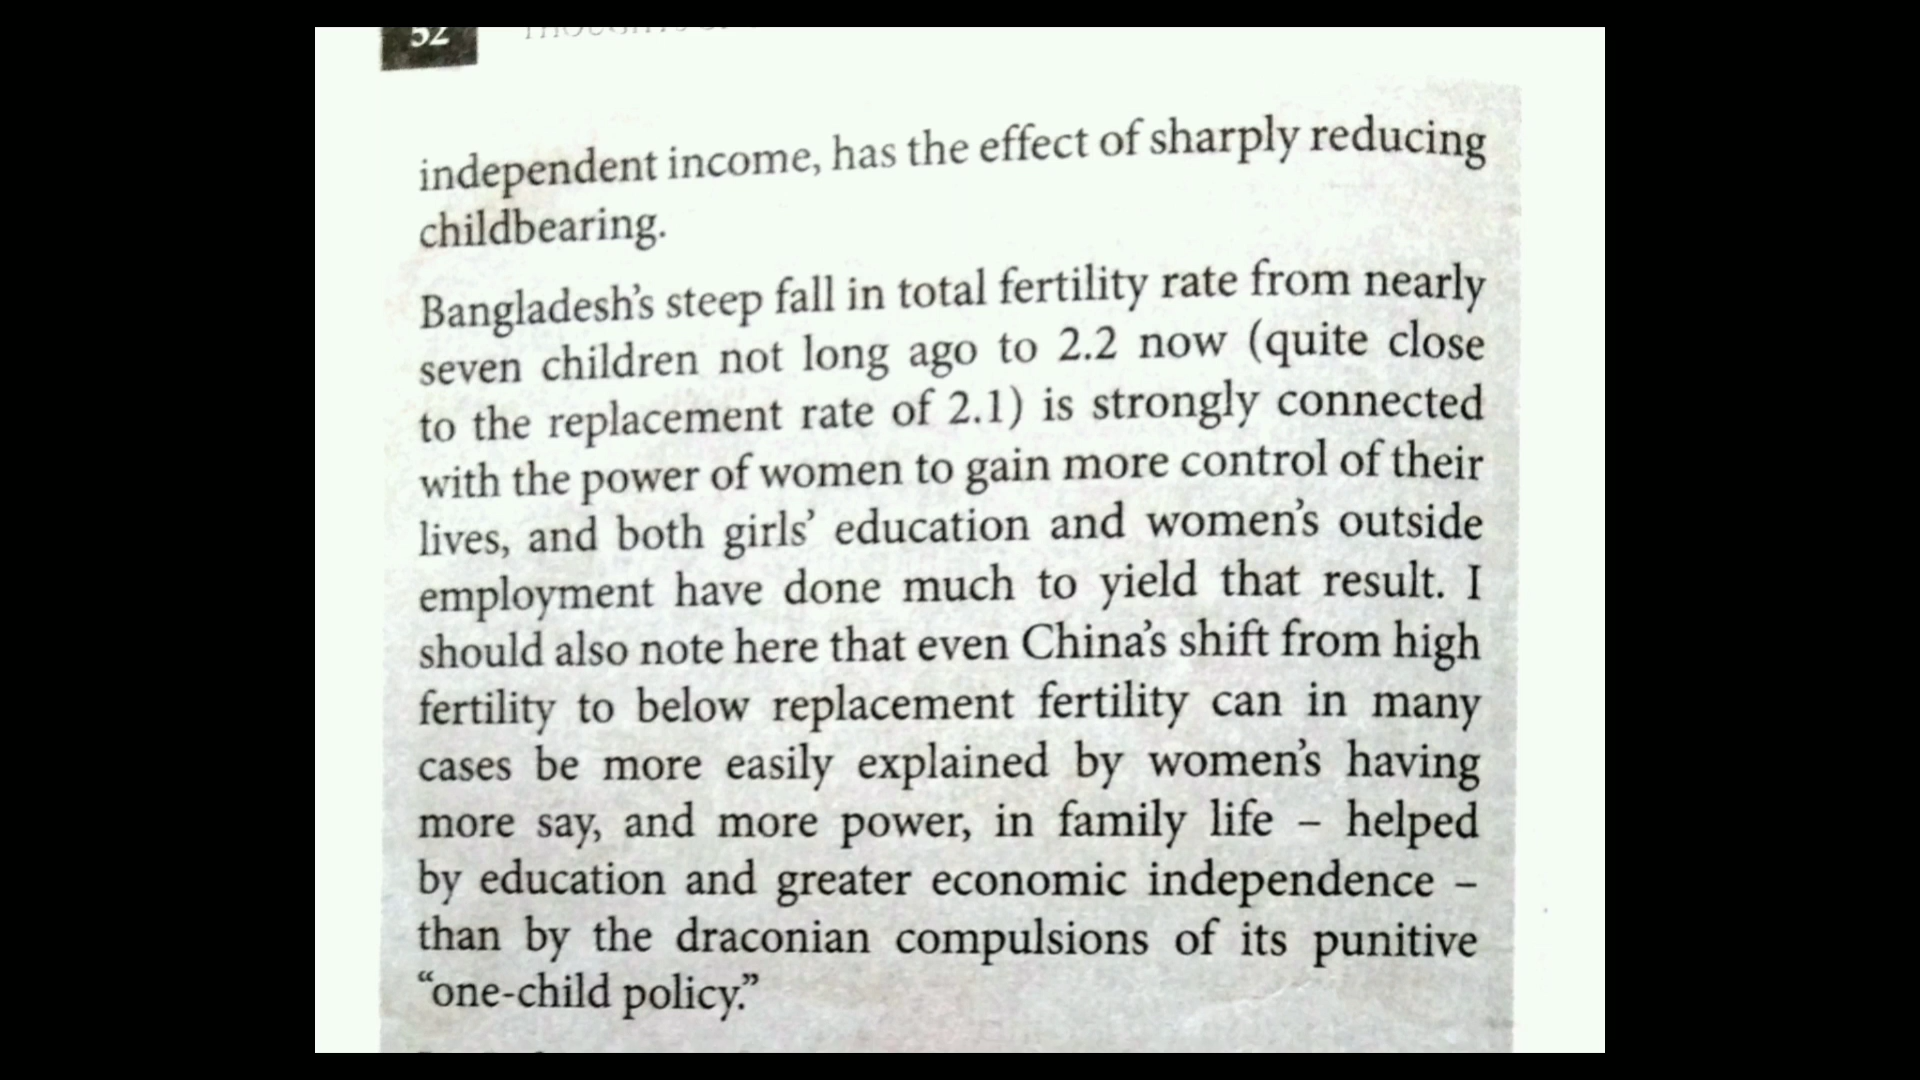 52
independent income, has the effect of sharply reducing
childbearing.
Bangladesh's steep fall in total fertility rate from nearly
seven children not long ago to 2.2 now (quite close
to the replacement rate of 2.1) is strongly connected
with the power of women to gain more control of their
lives, and both girls' education and women's outside
employment have done much to yield that result. I
should also note here that even China's shift from high
fertility to below replacement fertility can in many
cases be more easily explained by women's having
more say, and more power, in family life – helped
by education and greater economic independence –
than by the draconian compulsions of its punitive
“one-child policy.”